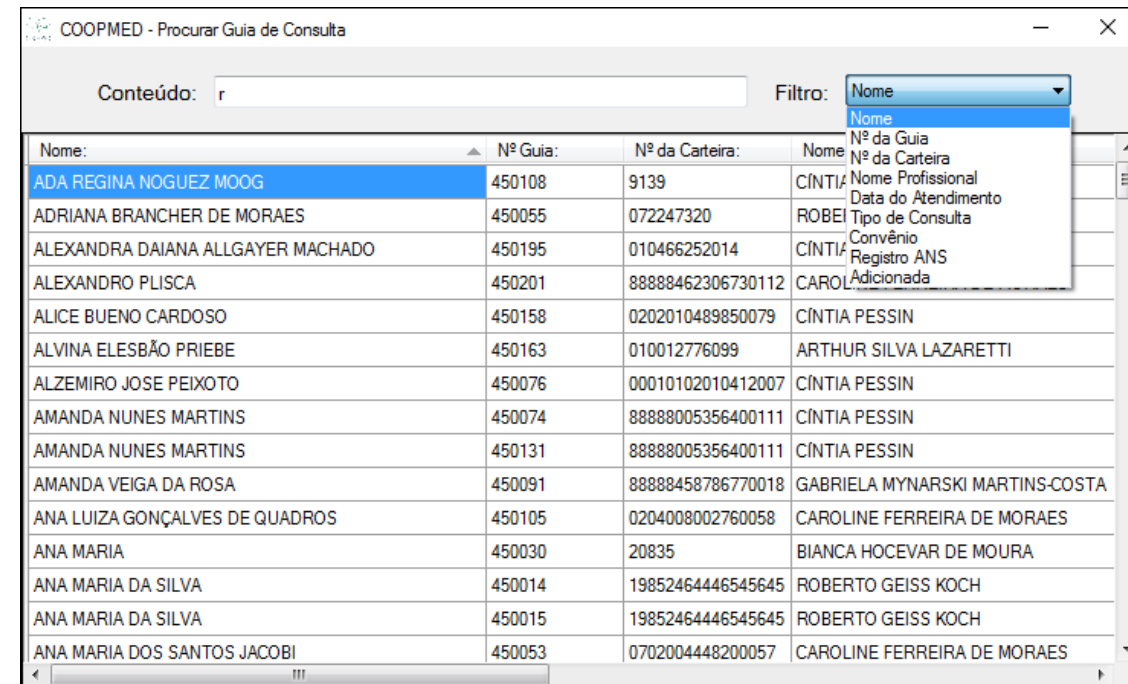 COOPMED - Procurar Guia de Consulta
Conteúdo: r Filtro: Nome
Nome
Nº da Guia
Nº da Carteira
Nome Profissional
Data do Atendimento
Tipo de Consulta
Convênio
Registro ANS
Adicionada
Nome: Nº Guia: Nº da Carteira: Nome
ADA REGINA NOGUEZ MOOG 450108 9139 CÍNTIA
ADRIANA BRANCHER DE MORAES 450055 072247320
ALEXANDRA DAIANA ALLGAYER MACHADO 450195 010466252014 CÍNTIA
ALEXANDRO PLISCA 450201 88888462306730112
ALICE BUENO CARDOSO 450158 0202010489850079 CÍNTIA PESSIN
ALVINA ELESBÃO PRIEBE 450163 010012776099 ARTHUR SILVA LAZARETTI
ALZEMIRO JOSE PEIXOTO 450076 00010102010412007 CÍNTIA PESSIN
AMANDA NUNES MARTINS 450074 88888005356400111 CÍNTIA PESSIN
AMANDA NUNES MARTINS 450131 88888005356400111 CÍNTIA PESSIN
AMANDA VEIGA DA ROSA 450091 88888458786770018 GABRIELA MYNARSKI MARTINS-COSTA
ANA LUIZA GONÇALVES DE QUADROS 450105 0204008002760058 CAROLINE FERREIRA DE MORAES
ANA MARIA 450030 20835 BIANCA HOCEVAR DE MOURA
ANA MARIA DA SILVA 450014 19852464446545645 ROBERTO GEISS KOCH
ANA MARIA DA SILVA 450015 19852464446545645 ROBERTO GEISS KOCH
ANA MARIA DOS SANTOS JACOBI 450053 0702004448200057 CAROLINE FERREIRA DE MORAES